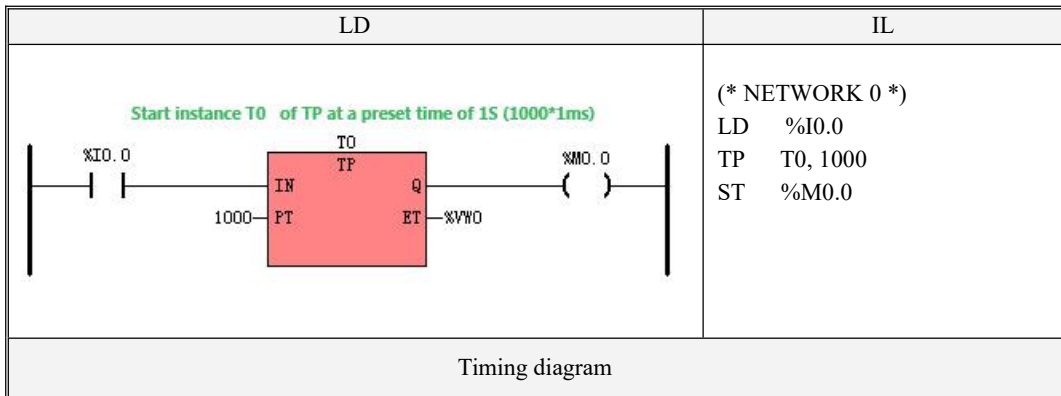 LD
IL
Start instance T0 of TP at a preset time of 1S (1000*1ms)
T0
%I0.0
TP
%M0.0
IN
Q
1000
PT
ET
%VW0
(* NETWORK 0 *)
LD %I0.0
TP T0, 1000
ST %M0.0
Timing diagram